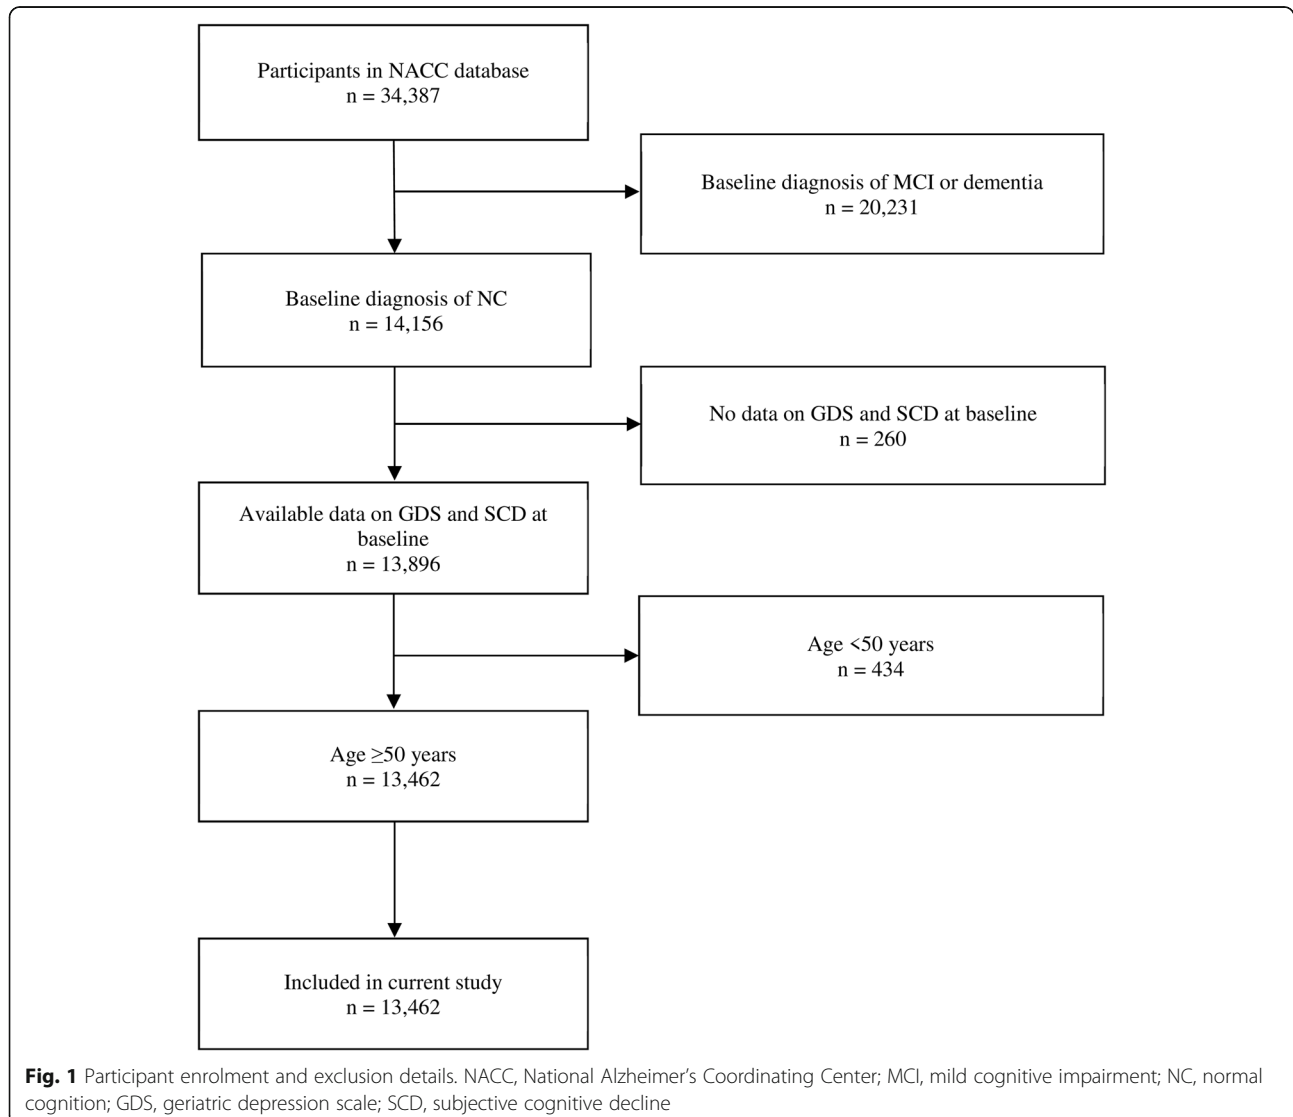 Participants in NACC database
n = 34,387
Baseline diagnosis of MCI or dementia
n = 20,231
Baseline diagnosis of NC
n = 14,156
No data on GDS and SCD at baseline
n = 260
Available data on GDS and SCD at
baseline
n = 13,896
Age <50 years
n = 434
Age ≥50 years
n = 13,462
Included in current study
n = 13,462
Fig. 1 Participant enrolment and exclusion details. NACC, National Alzheimer's Coordinating Center; MCI, mild cognitive impairment; NC, normal
cognition; GDS, geriatric depression scale; SCD, subjective cognitive decline